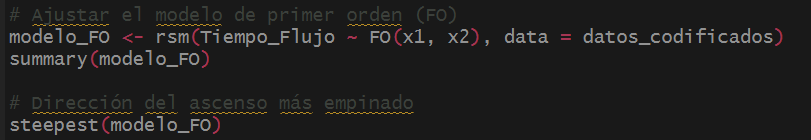 # Ajustar el modelo de primer orden (FO)
modelo_FO <- rsm(Tiempo_Flujo ~ FO(x1, x2), data = datos_codificados)
summary(modelo_FO)
# Dirección del ascenso más empinado
steepest(modelo_FO)